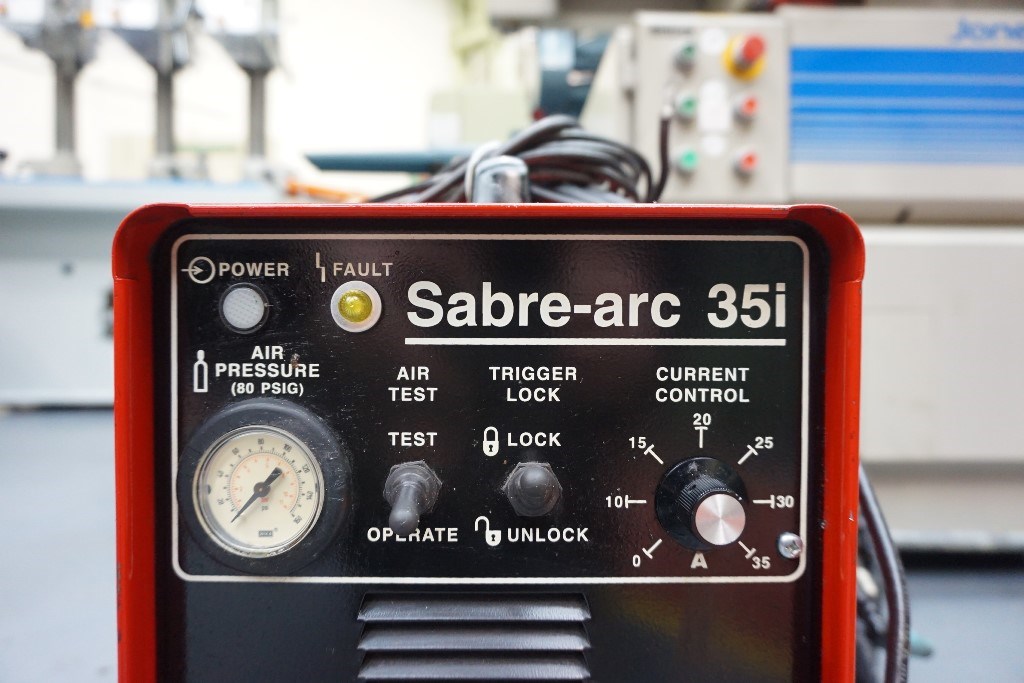 Jone
POWER
FAULT
Sabre-arc 35i
AIR
PRESSURE
(80 PSIG)
AIR
TEST
TEST
OPERATE
TRIGGER
LOCK
LOCK
UNLOCK
CURRENT
CONTROL
0
10
15
20
25
30
35
A